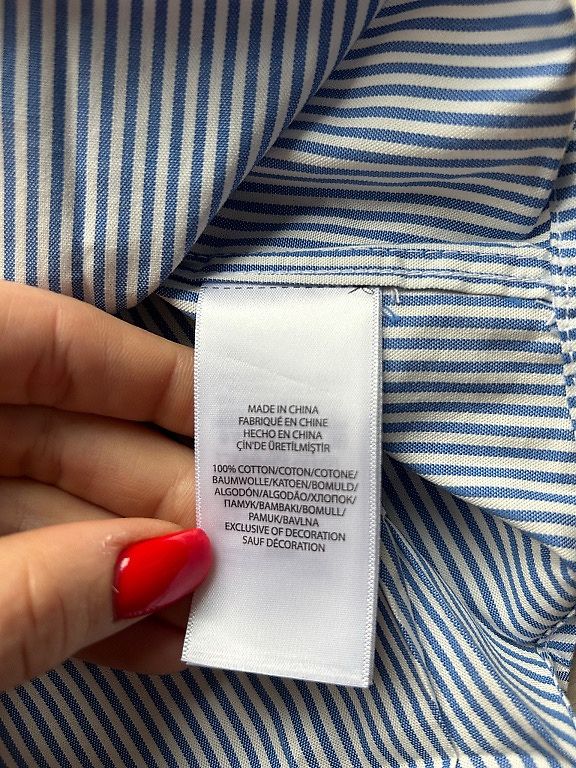 MADE IN CHINA
FABRIQUÉ EN CHINE
HECHO EN CHINA
ÇİN'DE ÜRETİLMİŞTİR
100% COTTON/COTON/COTONE/
BAUMWOLLE/KATOEN/BOMULD/
ALGODÓN/ALGODÃO/ХЛОПОК/
ПАМУК/BAMBAKI/BOMULL/
PAMUK/BAVLNA
EXCLUSIVE OF DECORATION
SAUF DÉCORATION